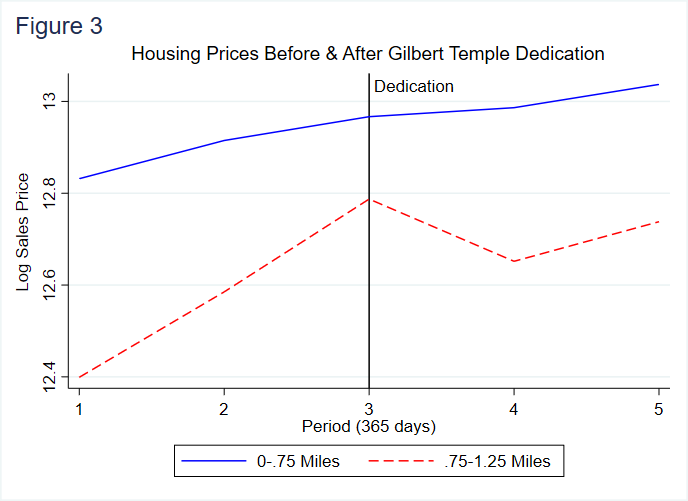 Figure 3
Housing Prices Before & After Gilbert Temple Dedication
Dedication
Log Sales Price
13
12.8
12.6
12.4
1 2 3 4 5
Period (365 days)
0-.75 Miles .75-1.25 Miles